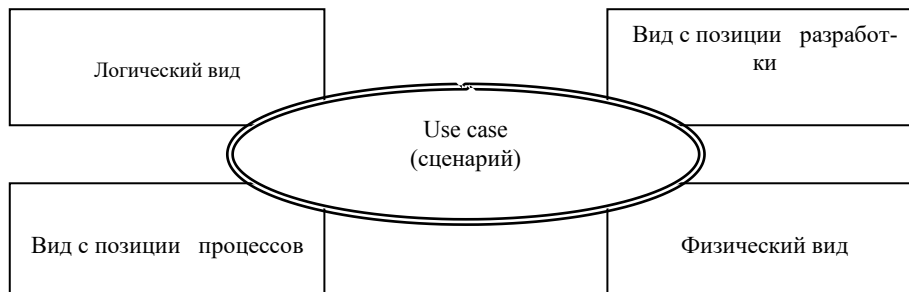 Логический вид
Вид с позиции разработ-
ки
Use case
(сценарий)
Вид с позиции процессов
Физический вид